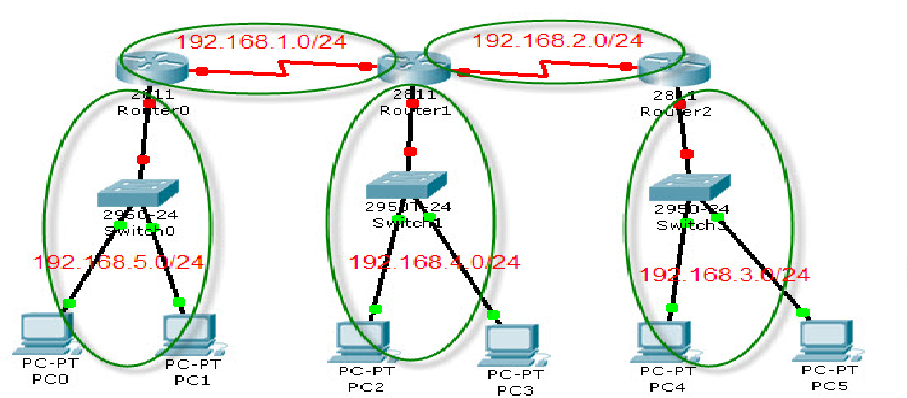 192.168.1.0/24
192.168.2.0/24
2811
Router0
2811
Router1
2811
Router2
2950-24
Switch0
2950T-24
Switch1
2950-24
Switch3
192.168.5.0/24
192.168.4.0/24
192.168.3.0/24
PC-PT
PC0
PC-PT
PC1
PC-PT
PC2
PC-PT
PC3
PC-PT
PC4
PC-PT
PC5